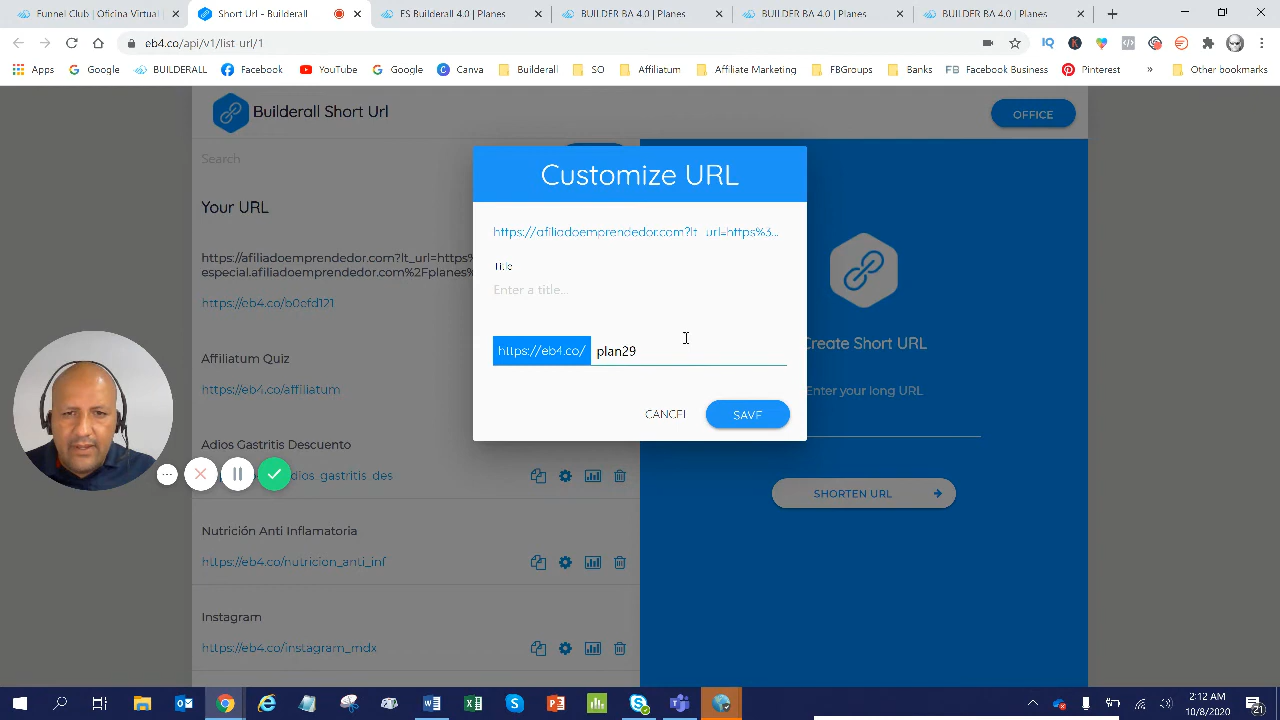 Funnel Club | Oficina Virtual
Short Url - Builderall
ES Builderall 4.0 | Planes
BUILDER BA 4.0 | Planes
BUILDER BA 4.0 | Planes
BUILDER BA 4.0 | Planes
eb4.co/api/v1/list_url/1
Apps
Google
BUILDERALL
Facebook
YouTube
Google
Canva
Builderall
SO
Affiliatum
Affiliate Marketing
FBGroups
Bank
Facebook Business
Pinterest
»
Other bookmarks
Builderall Short Url
OFFICE
Search
Your URL
https://afiliadoemprendedor.com?lt_url=https%
especial.afiliadoemprendedor.com%2Fplanes%
https://eb4.co/b0efd121
Affiliatum Quiz
https://eb4.co/affiliatum
Adios Gastritis Descuento
adios_gastritis_des
Nutrición Anti Inflamatoria
https://eb4.co/nutricion_anti_inf
Instagram
https://eb4.co/instagram_mdx
Customize URL
https://afiliadoemprendedor.com?lt_url=https%3...
Title
Enter a title...
https://eb4.co/ plan29
CANCEL
SAVE
Create Short URL
Enter your long URL
SHORTEN URL
2:12 AM
10/8/2020
21